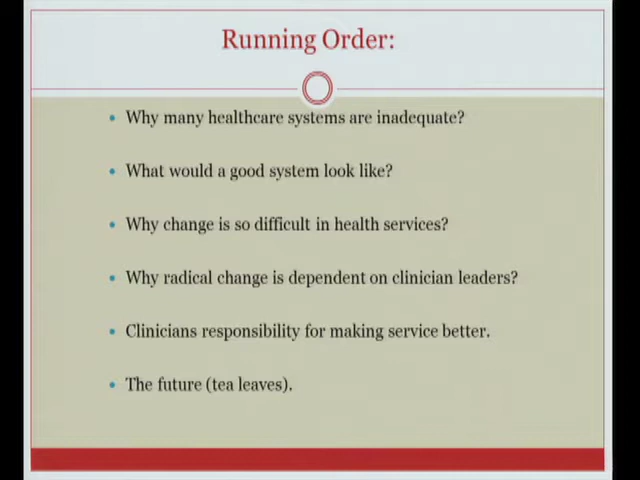 Running Order:
Why many healthcare systems are inadequate?
What would a good system look like?
Why change is so difficult in health services?
Why radical change is dependent on clinician leaders?
Clinicians responsibility for making service better.
The future (tea leaves).